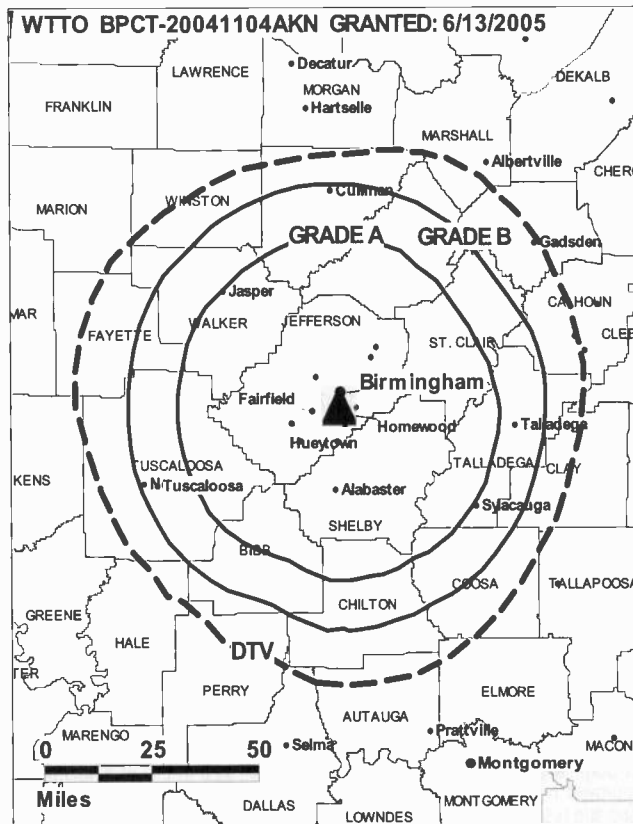 WTTO BPCT-20041104AKN GRANTED: 6/13/2005
LAWRENCE
Decatur
MORGAN
DEKALB
FRANKLIN
Hartselle
MARSHALL
Albertville
CHERO
Cullman
WINSTON
MARION
GRADE A
GRADE B
Gadsden
Jasper
CALHOUN
MAR
FAYETTE
WALKER
JEFFERSON
ST. CLAIR
CLEB
Birmingham
Fairfield
Homewood
Talladega
Hueytown
TUSCALOOSA
TALLADEGA
CLAY
KENS
N
Tuscaloosa
Alabaster
Sylacauga
SHELBY
BIBB
COOSA
TALLAPOOSA
CHILTON
GREENE
HALE
DTV
TER
PERRY
ELMORE
AUTAUGA
MARENGO
Prattville
Selma
MACON
0 25 50
Montgomery
Miles
DALLAS
MONTGOMERY
LOWNDES